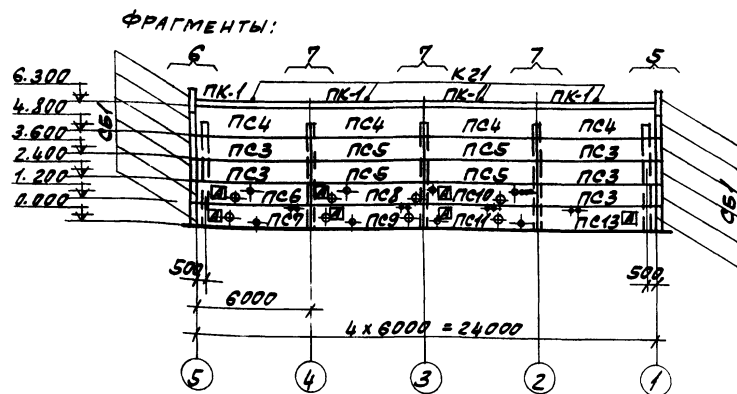 ФРАГМЕНТЫ:
6 7 7 7 5
К21
6.300 ПК-1 ПК-1 ПК-1 ПК-1
4.800
3.600 ПС4 ПС4 ПС4 ПС4
2.400 ПС3 ПС5 ПС5 ПС3
1.200 ПС3 ПС5 ПС5 ПС3
0.000 ПС6 ПС8 ПС10 ПС3
ПС7 ПС9 ПС11 ПС13
СБ1
СБ1
500 500
6000
4 x 6000 = 24000
5 4 3 2 1